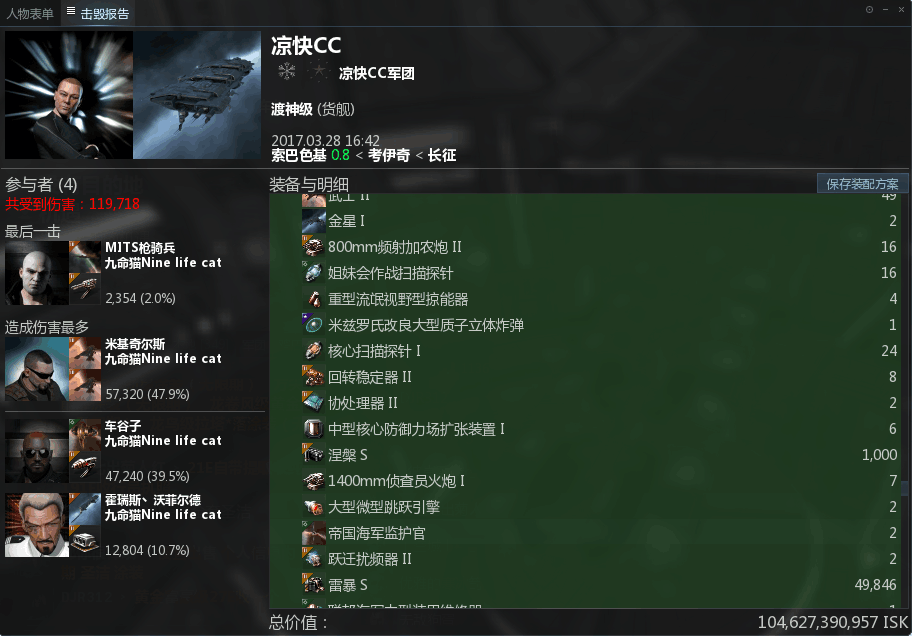 人物表单
击毁报告
凉快CC
凉快CC军团
渡神级 (货舰)
2017.03.28 16:42
索巴色基 0.8 < 考伊奇 < 长征
参与者 (4)
共受到伤害：119,718
最后一击
MITS枪骑兵
九命猫Nine life cat
2,354 (2.0%)
造成伤害最多
米基奇尔斯
九命猫Nine life cat
57,320 (47.9%)
车谷子
九命猫Nine life cat
47,240 (39.5%)
霍瑞斯丶沃菲尔德
九命猫Nine life cat
12,804 (10.7%)
装备与明细
保存装配方案
武士 II 49
金星 I 2
800mm频射加农炮 II 16
姐妹会作战扫描探针 16
重型流氓视野型掠能器 4
米兹罗氏改良大型质子立体炸弹 1
核心扫描探针 I 24
回转稳定器 II 8
协处理器 II 2
中型核心防御力场扩张装置 I 6
涅槃 S 1,000
1400mm侦查员火炮 I 7
大型微型跳跃引擎 2
帝国海军监护官 2
跃迁扰频器 II 2
雷暴 S 49,846
总价值： 104,627,390,957 ISK